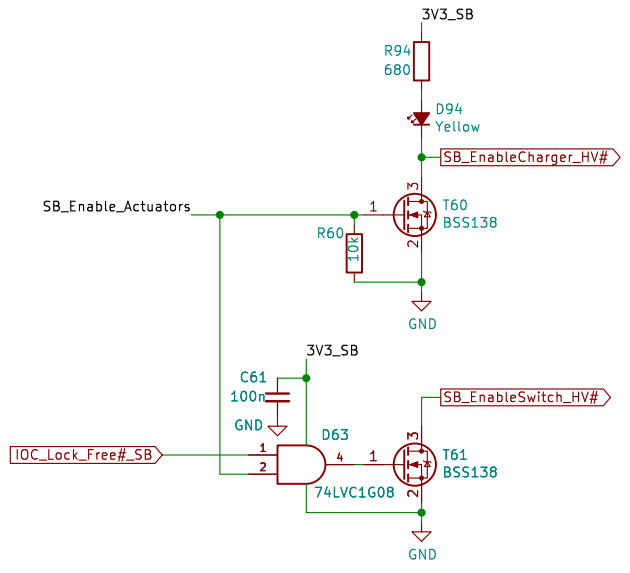 3V3_SB
R94
680
D94
Yellow
SB_EnableCharger_HV#
3
SB_Enable_Actuators
1
T60
BSS138
R60
10k
2
GND
3V3_SB
C61
100n
GND
SB_EnableSwitch_HV#
D63
3
IOC_Lock_Free#_SB
1
2
4
1
T61
BSS138
74LVC1G08
2
GND